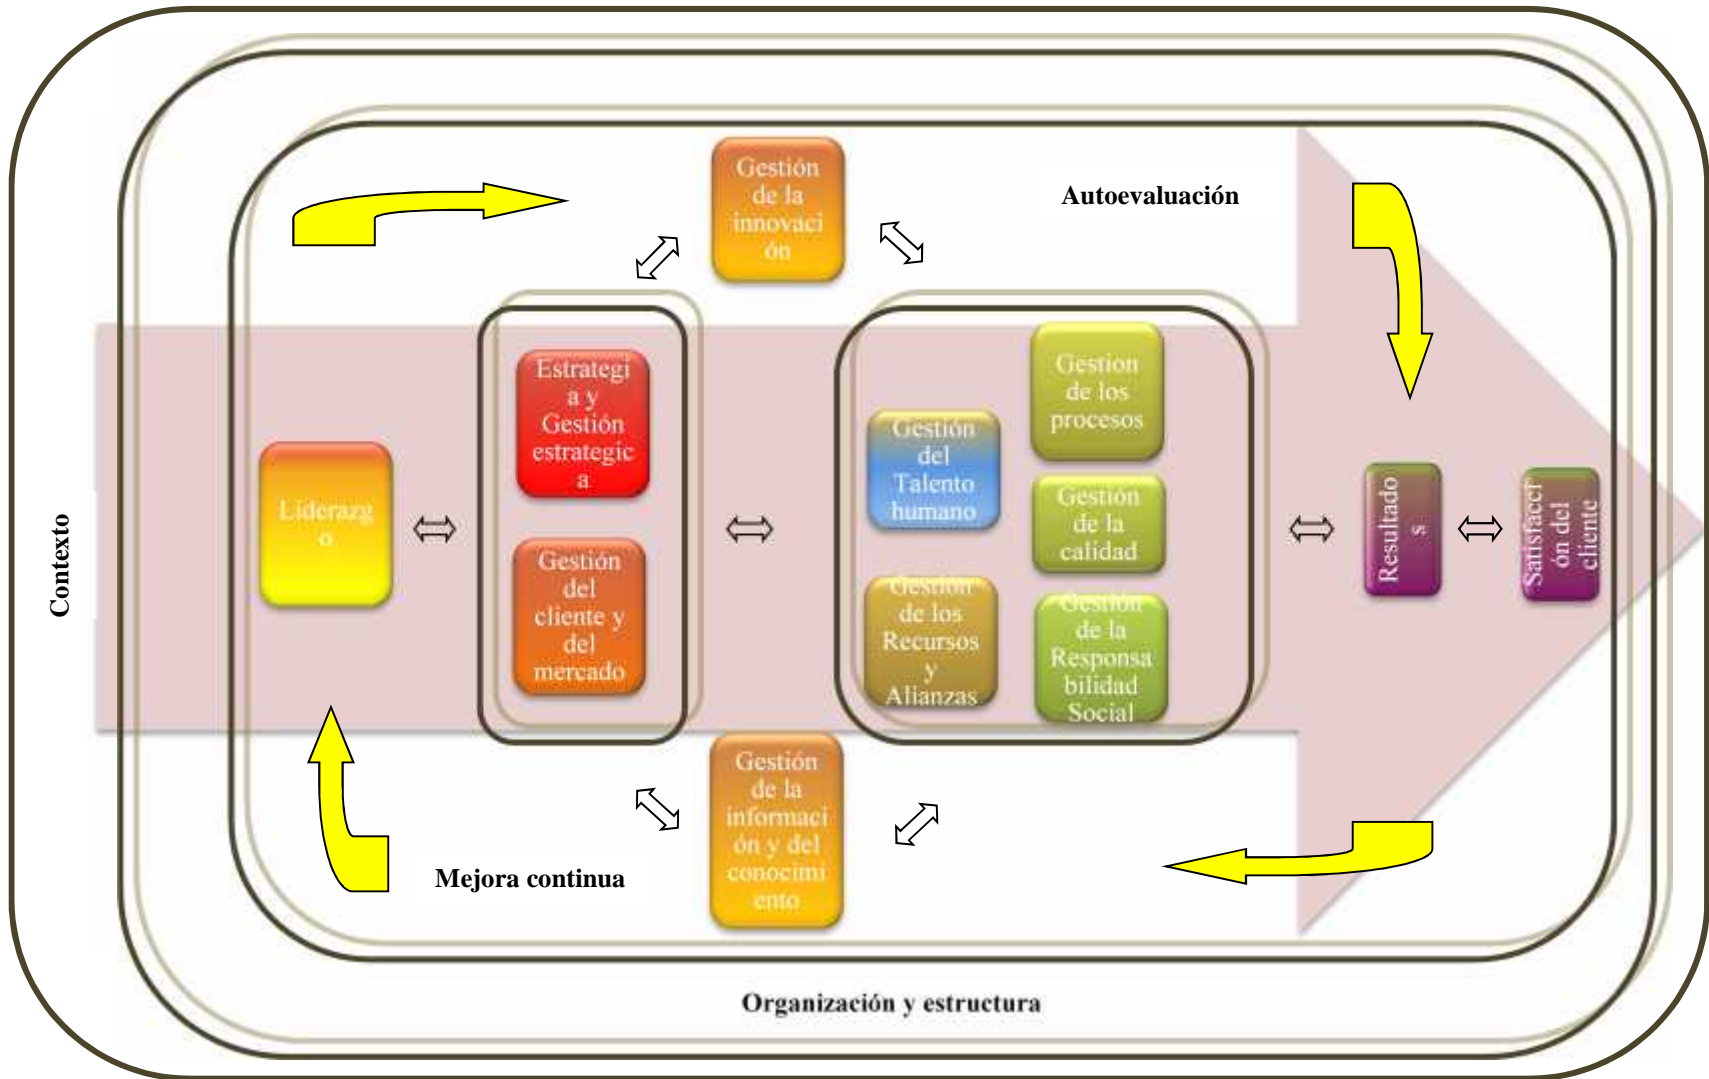 Gestión
de la
innovaci
ón
Autoevaluación
Estrategi
a y
Gestión
estrategic
a
Gestión
del
cliente y
del
mercado
Liderazg
o
Gestión
del
Talento
humano
Gestión
de los
Recursos
y
Alianzas
Gestion
de los
procesos
Gestión
de la
calidad
Gestión
de la
Responsa
bilidad
Social
Resultado
s
Satisfacci
ón del
cliente
Contexto
Gestión
de la
informaci
ón y del
conocimi
ento
Mejora continua
Organización y estructura